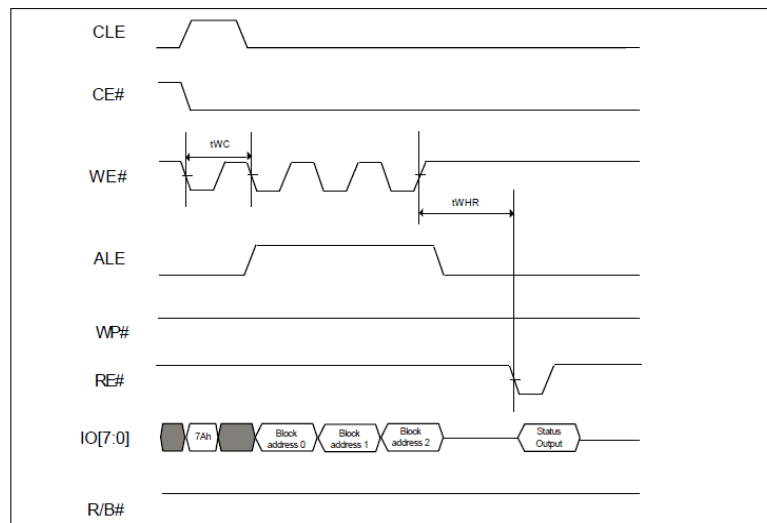 CLE
CE#
tWC
WE#
tWHR
ALE
WP#
RE#
IO[7:0]
7Ah
Block
address 0
Block
address 1
Block
address 2
Status
Output
R/B#